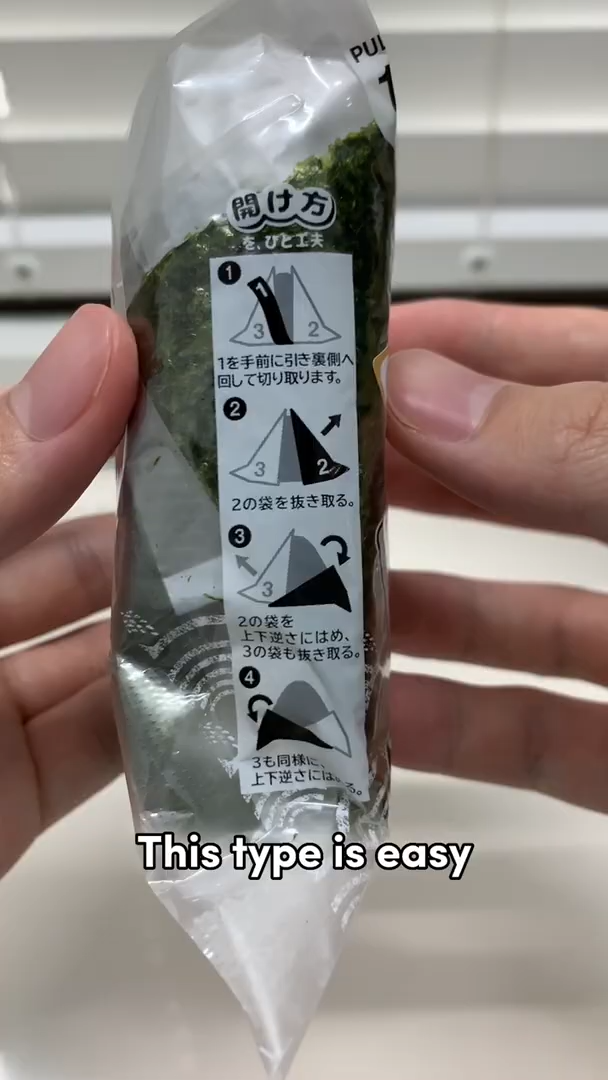 PUL
1
開け方
を、ひと工夫
1
1
3 2
1を手前に引き裏側へ
回して切り取ります。
2
3 2
2の袋を抜き取る。
3
3
2の袋を
上下逆さにはめ、
3の袋も抜き取る。
4
3も同様に、
上下逆さには
る。
This type is easy